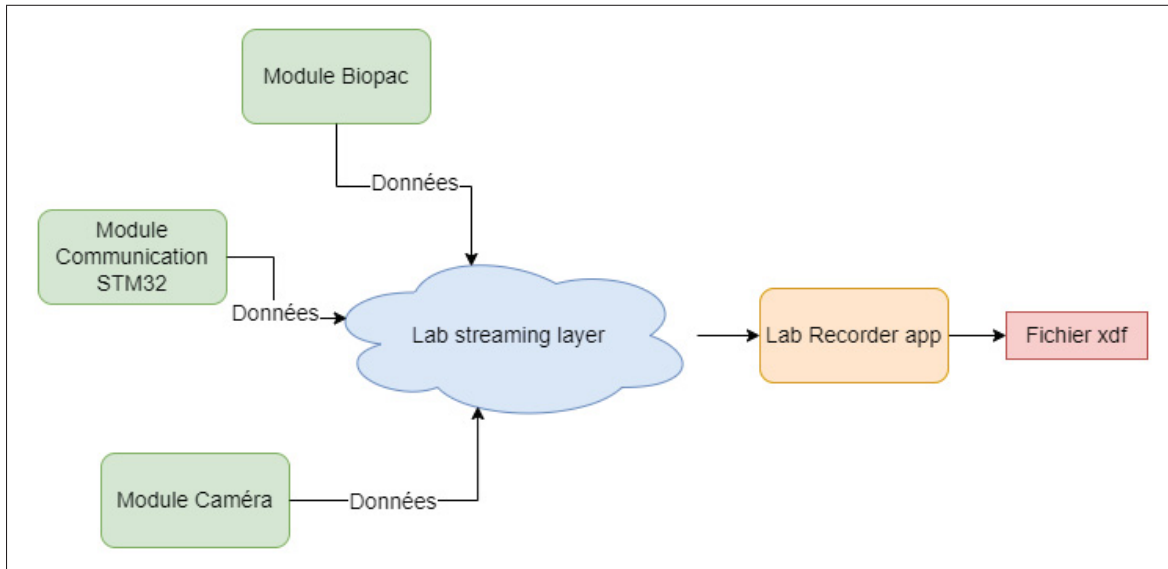 Module Biopac
Données
Module
Communication
STM32
Données
Lab streaming layer
Lab Recorder app
Fichier xdf
Module Caméra
Données